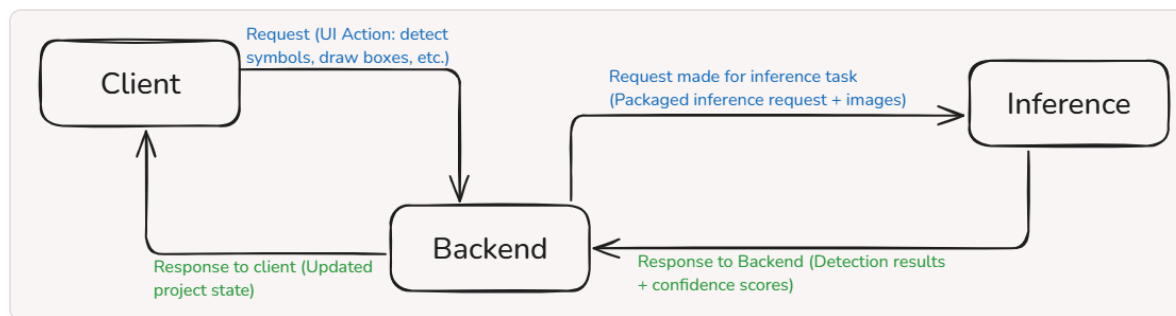 Request (UI Action: detect
symbols, draw boxes, etc.)
Client
Request made for inference task
(Packaged inference request + images)
Inference
Backend
Response to client (Updated
project state)
Response to Backend (Detection results
+ confidence scores)